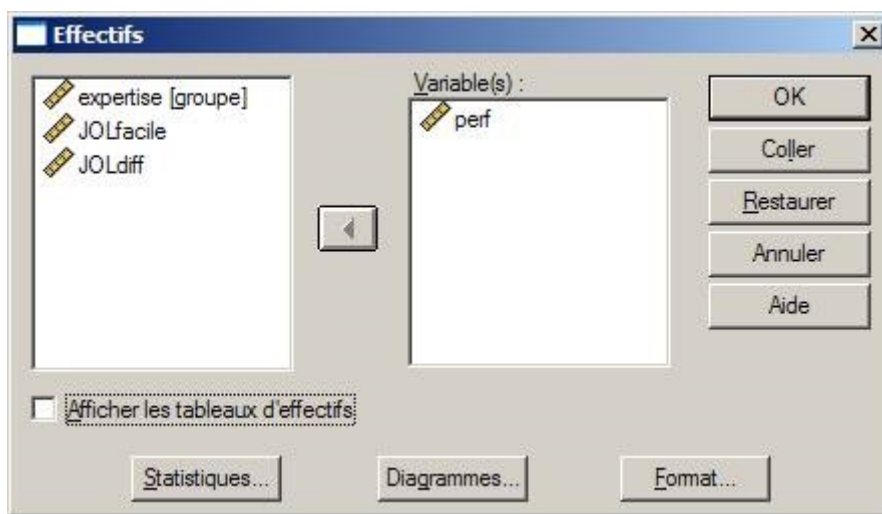 Effectifs
expertise [groupe]
JOLfacile
JOLdiff
Variable(s) :
perf
OK
Coller
Restaurer
Annuler
Aide
Afficher les tableaux d'effectifs
Statistiques...
Diagrammes...
Format...